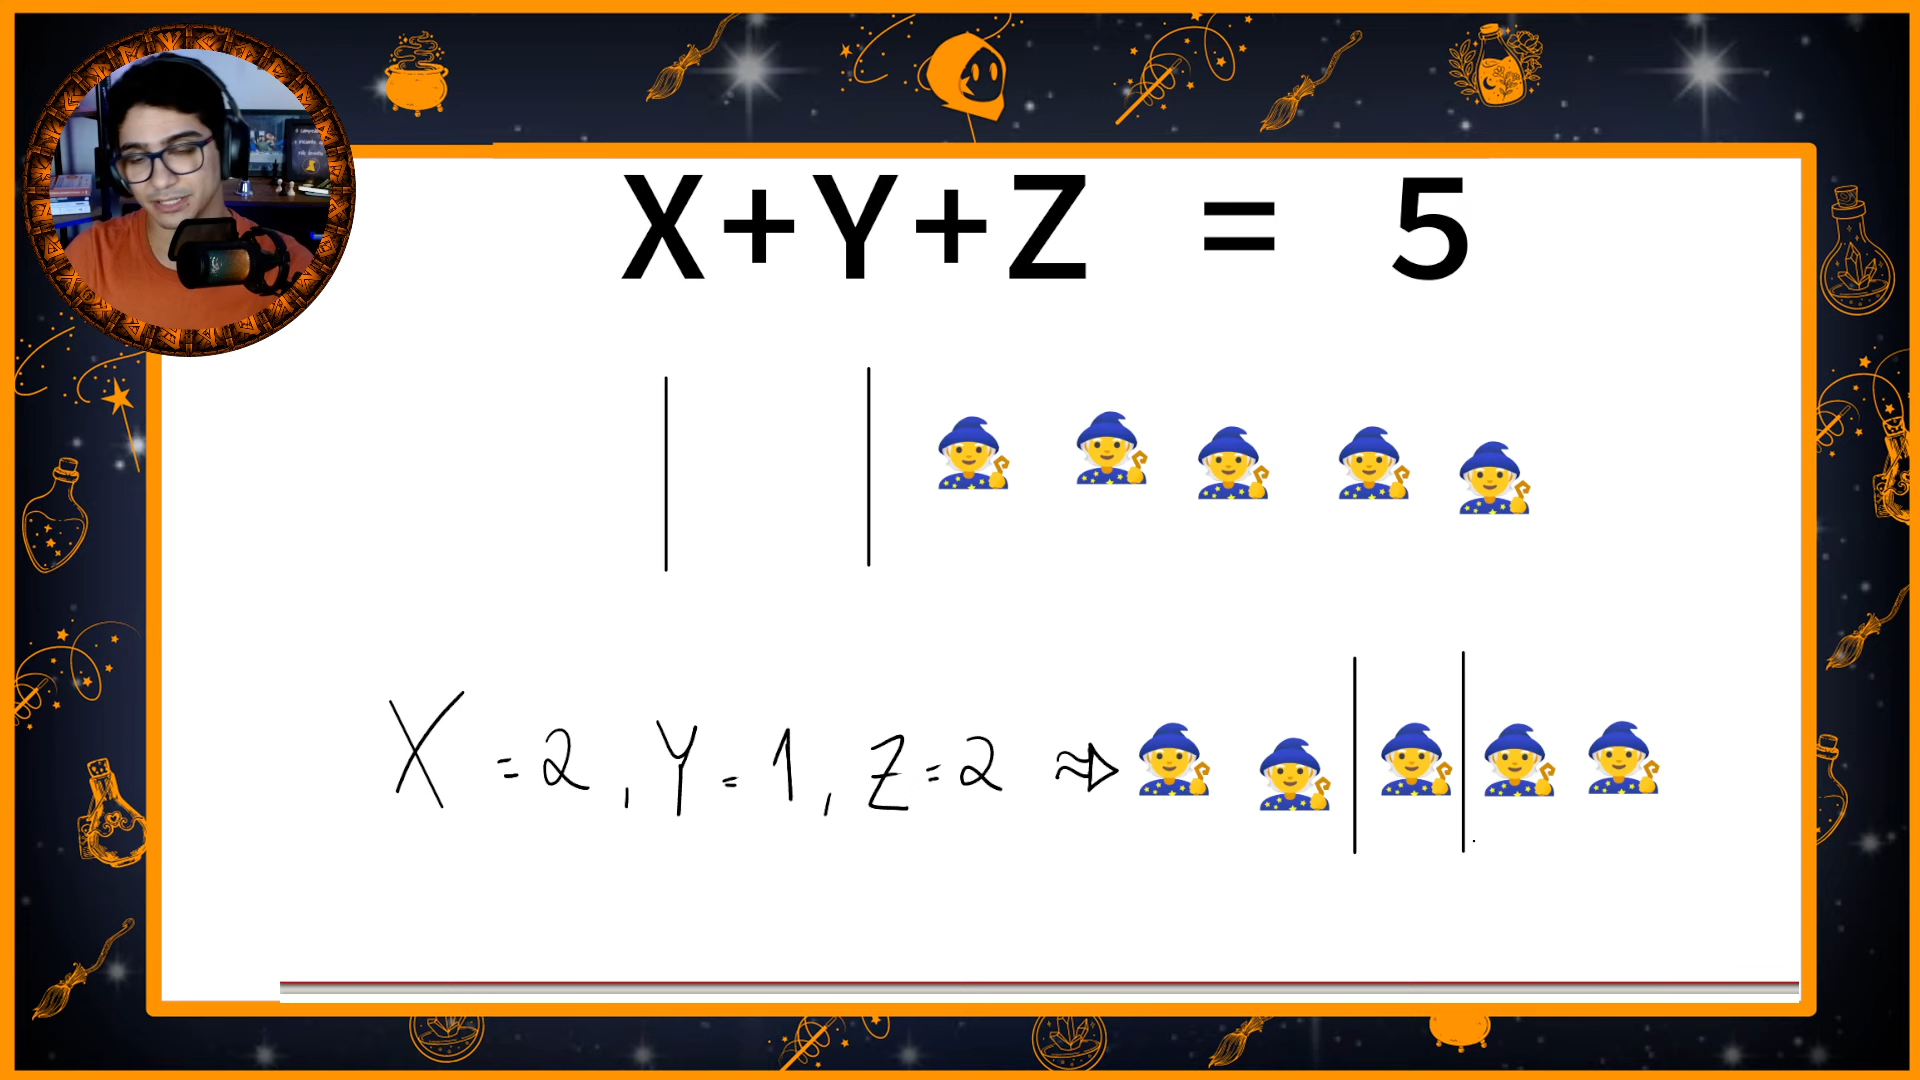 X+Y+Z = 5
X = 2, Y = 1, Z = 2 ⇒